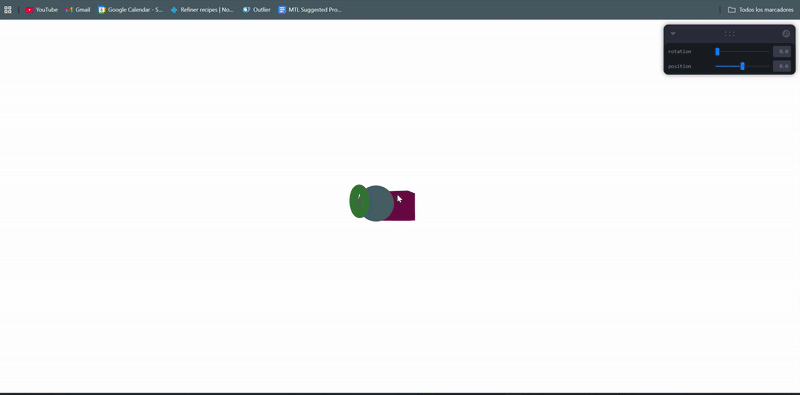 YouTube
Gmail
Google Calendar - S...
Refiner recipes | No...
Outlier
MTL Suggested Pro...
Todos los marcadores
rotation 0.0
position 0.0